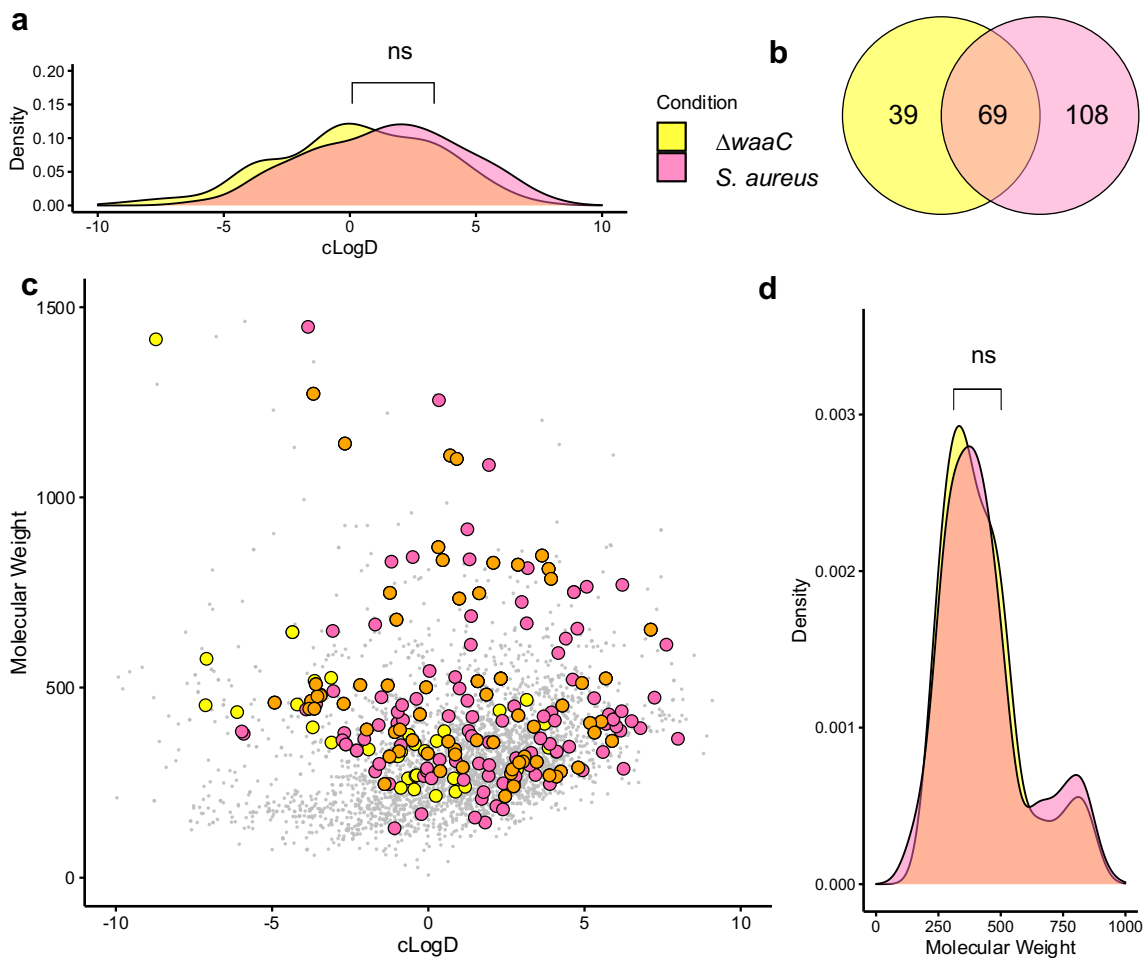 a
ns
0.20
0.15
0.10
0.05
0.00
Density
-10 -5 0 5 10
cLogD
Condition
ΔwaaC
S. aureus
b
39 69 108
c
1500
1000
500
0
Molecular Weight
-10 -5 0 5 10
cLogD
d
ns
0.003
0.002
0.001
0.000
Density
0 250 500 750 1000
Molecular Weight